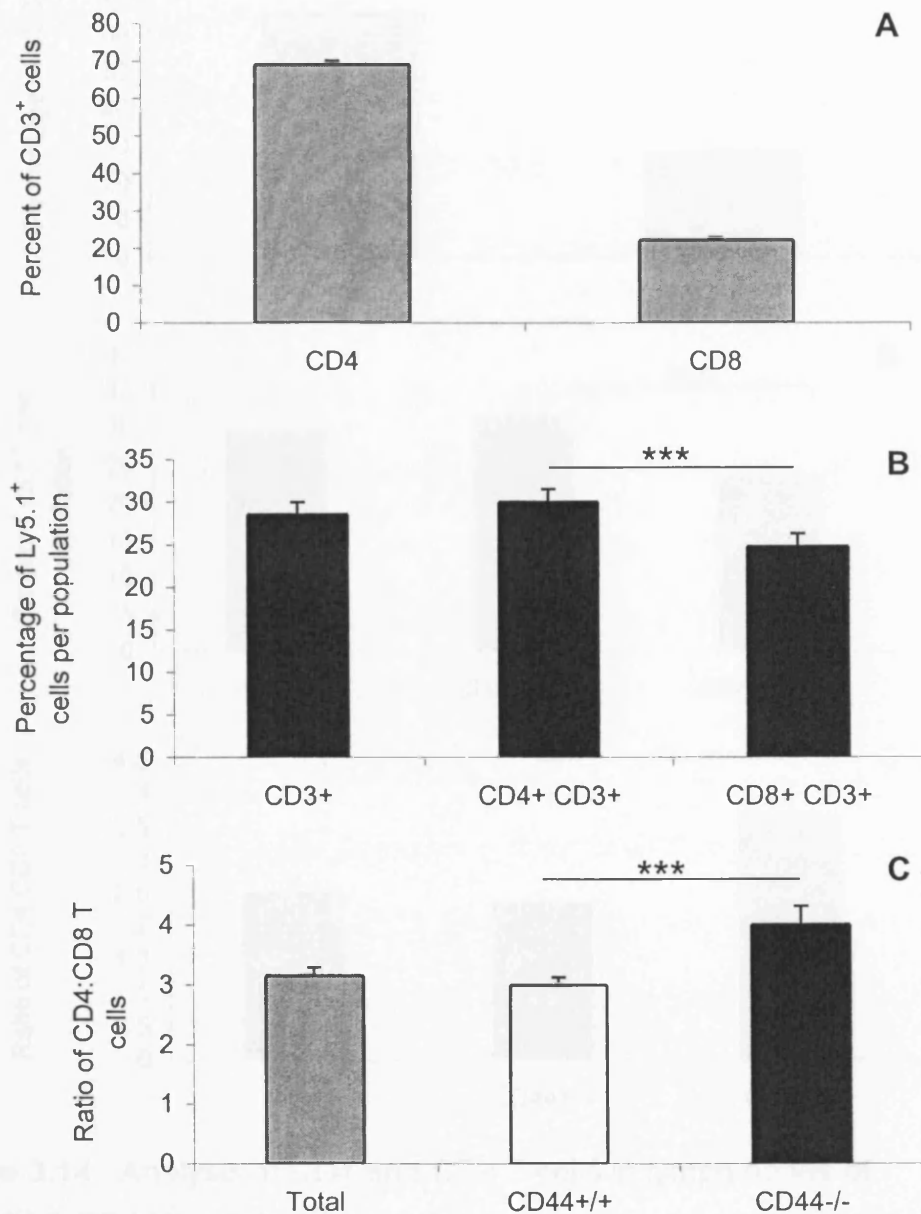 A
Percent of CD3+ cells
80
70
60
50
40
30
20
10
0
CD4 CD8
B
Percentage of Ly5.1+
cells per population
35
30
25
20
15
10
5
0
***
CD3+ CD4+ CD3+ CD8+ CD3+
C
Ratio of CD4:CD8 T
cells
5
4
3
2
1
0
***
Total CD44+/+ CD44-/-